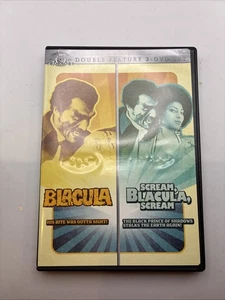 DOUBLE FEATURE 2-DVD SET
BLACULA
HIS BITE WAS OUTTA SIGHT!
SCREAM,
BLACULA,
SCREAM
THE BLACK PRINCE OF SHADOWS
STALKS THE EARTH AGAIN!